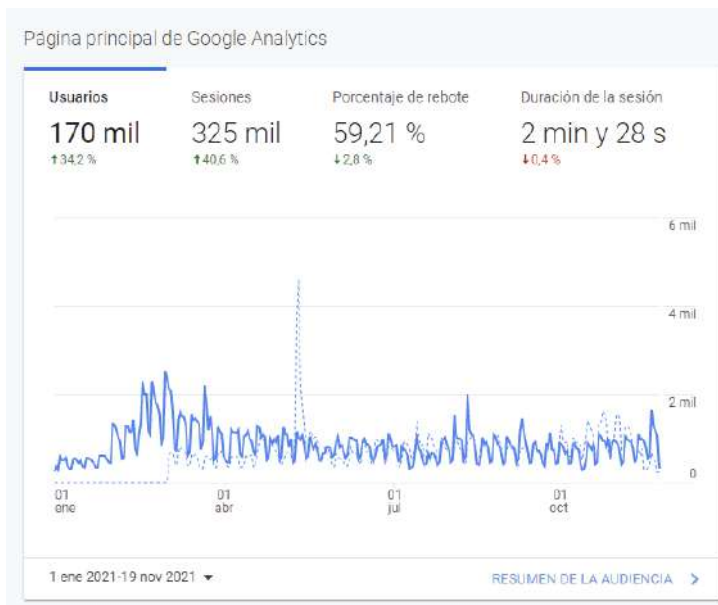 Página principal de Google Analytics
Usuarios Sesiones Porcentaje de rebote Duración de la sesión
170 mil 325 mil 59,21 % 2 min y 28 s
↑34,2 % ↑40,6 % ↓2,8 % ↓0,4 %
6 mil
4 mil
2 mil
0
01 01 01 01
ene abr jul oct
1 ene 2021-19 nov 2021 ▼ RESUMEN DE LA AUDIENCIA >